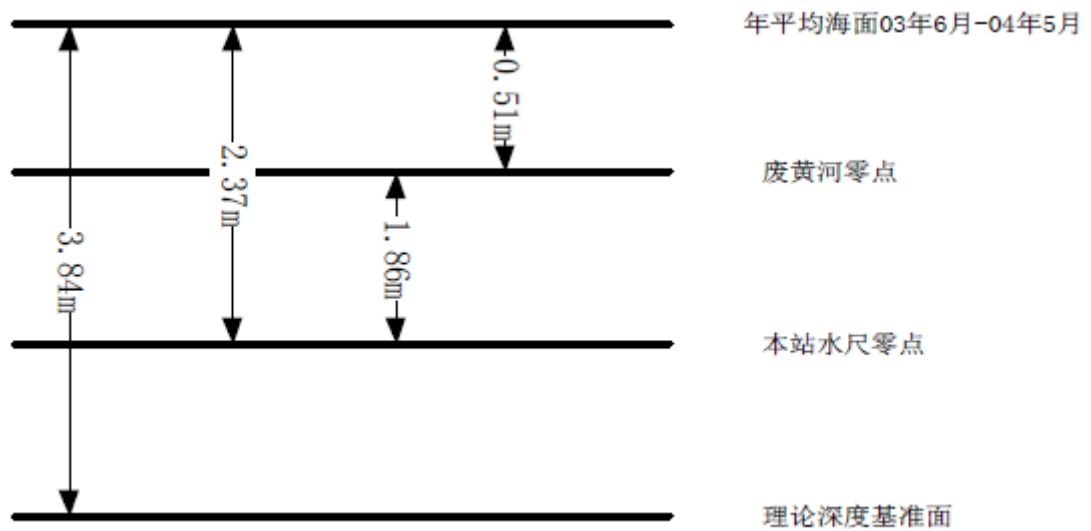 年平均海面03年6月-04年5月
0.51m
废黄河零点
2.37m
1.86m
3.84m
本站水尺零点
理论深度基准面